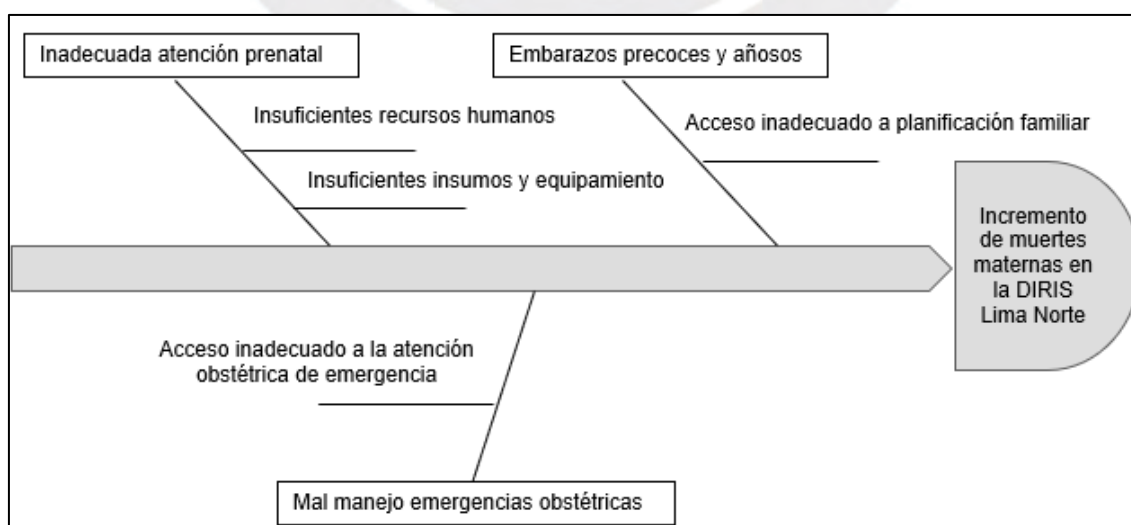 Inadecuada atención prenatal
Embarazos precoces y añosos
Insuficientes recursos humanos
Acceso inadecuado a planificación familiar
Insuficientes insumos y equipamiento
Incremento
de muertes
maternas en
la DIRIS
Lima Norte
Acceso inadecuado a la atención
obstétrica de emergencia
Mal manejo emergencias obstétricas